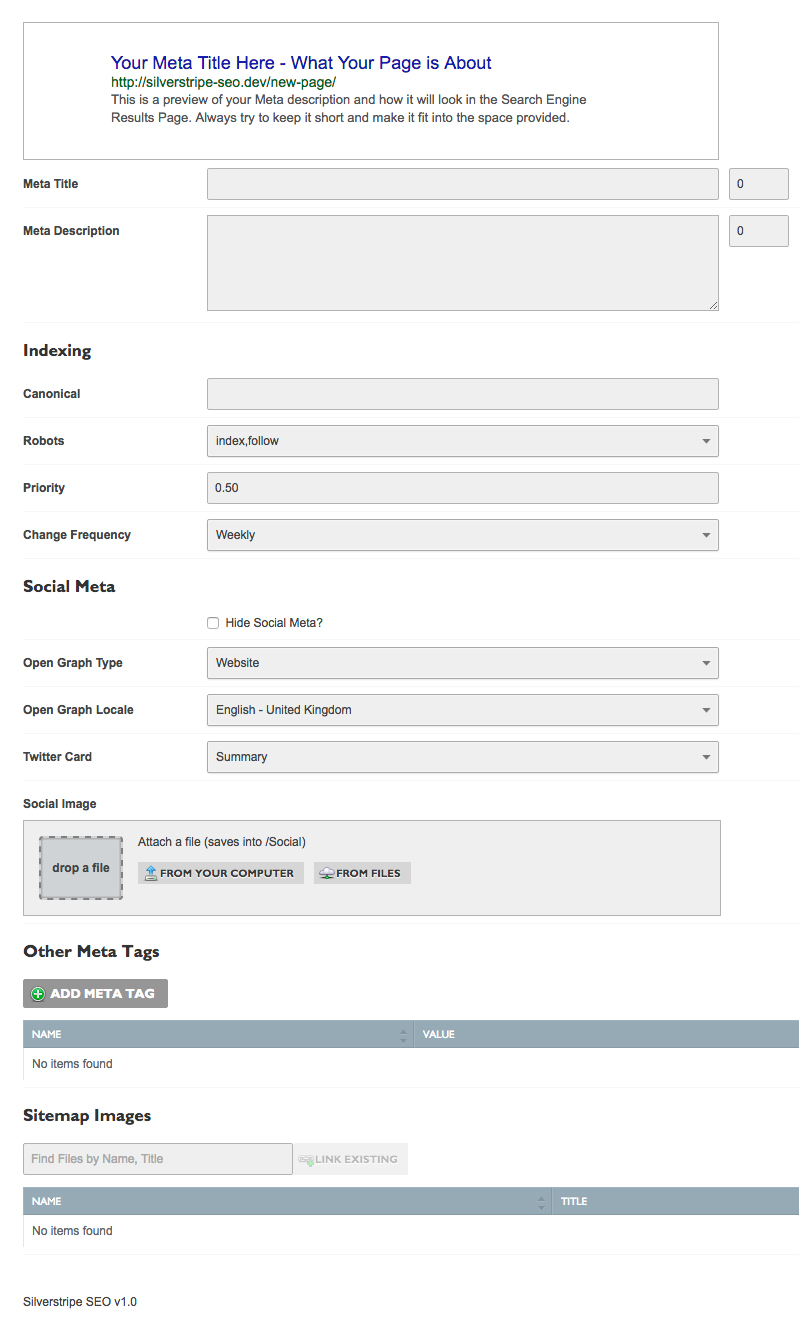 Your Meta Title Here - What Your Page is About
http://silverstripe-seo.dev/new-page/
This is a preview of your Meta description and how it will look in the Search Engine
Results Page. Always try to keep it short and make it fit into the space provided.
Meta Title 0
Meta Description 0
Indexing
Canonical
Robots index,follow
Priority 0.50
Change Frequency Weekly
Social Meta
Hide Social Meta?
Open Graph Type Website
Open Graph Locale English - United Kingdom
Twitter Card Summary
Social Image
drop a file
Attach a file (saves into /Social)
FROM YOUR COMPUTER FROM FILES
Other Meta Tags
ADD META TAG
NAME VALUE
No items found
Sitemap Images
Find Files by Name, Title LINK EXISTING
NAME TITLE
No items found
Silverstripe SEO v1.0